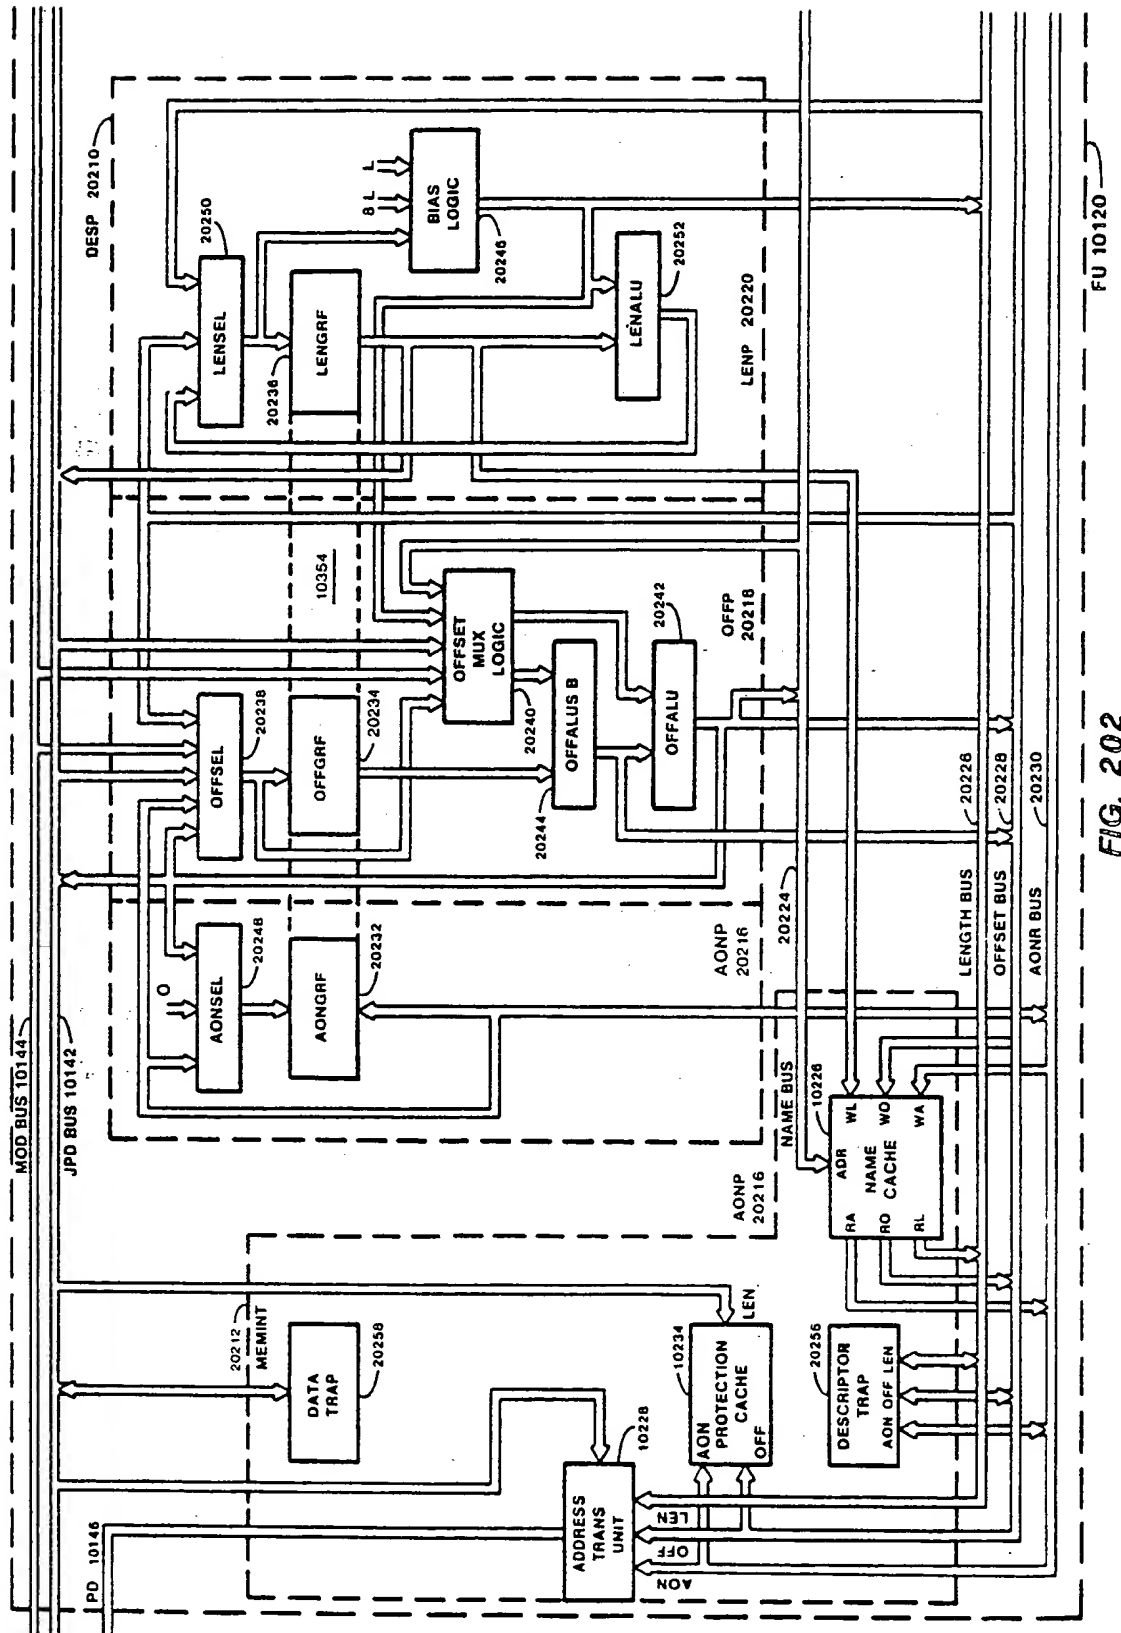 MOD BUS 10144
JPD BUS 10142
PD 10146
20212
MEMINT
DATA
TRAP
20258
ADDRESS
TRANS
UNIT
10228
AON
OFF
LEN
10234
AON
PROTECTION
CACHE
OFF
LEN
20256
DESCRIPTOR
TRAP
AON OFF LEN
AONP
20216
NAME BUS
10226
ADR
NAME
CACHE
RA
RO
RL
WL
WO
WA
DESP 20210
O
AONSEL
20248
AONGRF
20232
AONP
20216
OFFSEL
20238
OFFGRF
20234
10354
OFFSET
MUX
LOGIC
20240
OFFALUS B
20244
OFFALU
20242
OFFP
20218
LENSEL
20250
20236
LENGRF
8 L
L
BIAS
LOGIC
20246
LENALU
20252
LENP 20220
20224
LENGTH BUS
20226
OFFSET BUS
20228
AONR BUS
20230
FU 10120
FIG. 202